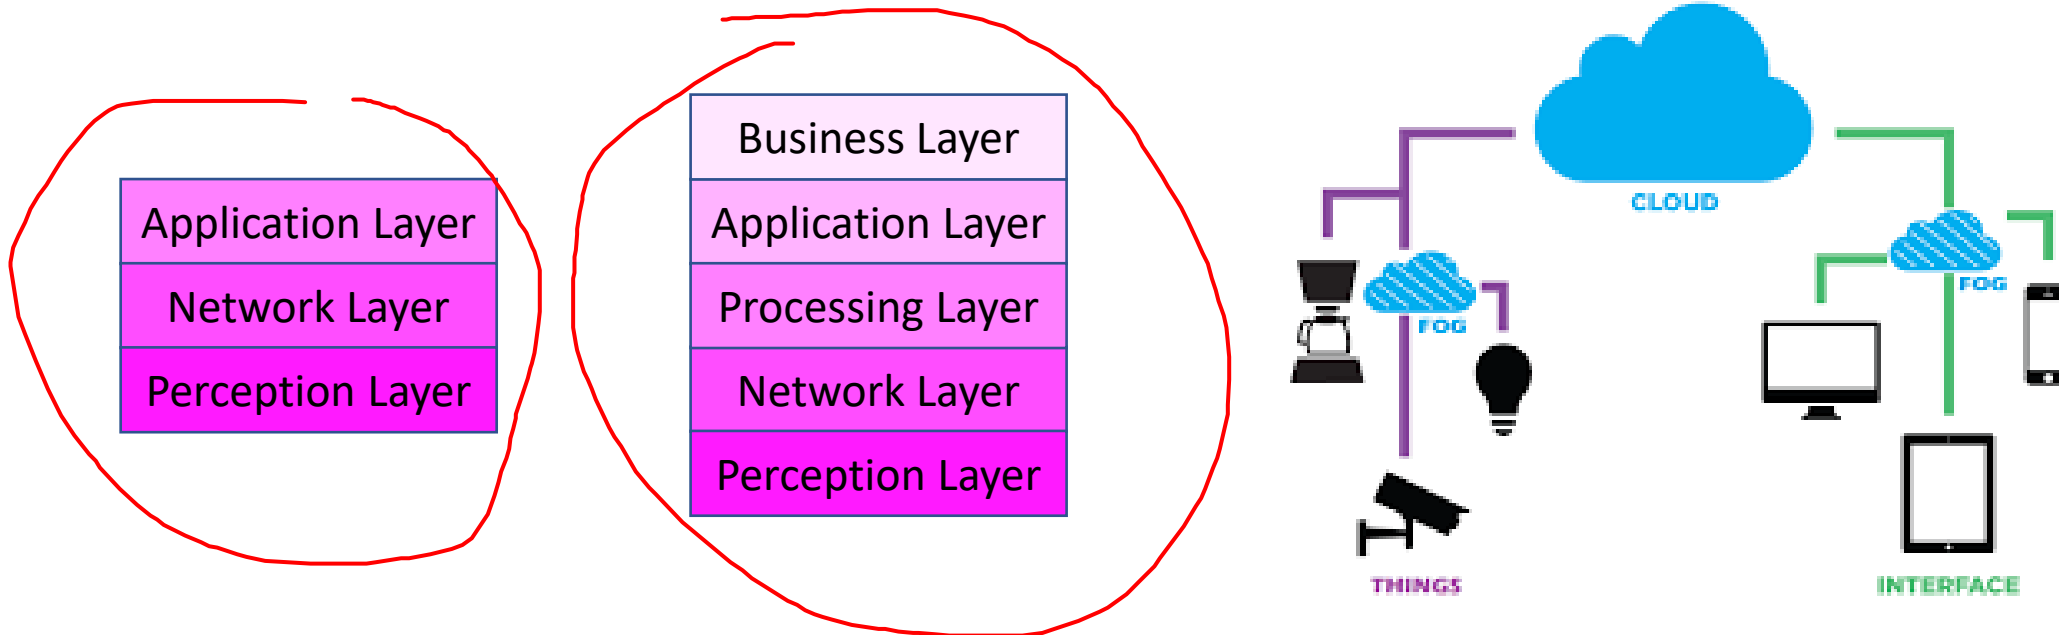 Application Layer
Network Layer
Perception Layer
Business Layer
Application Layer
Processing Layer
Network Layer
Perception Layer
CLOUD
FOG
FOG
THINGS
INTERFACE